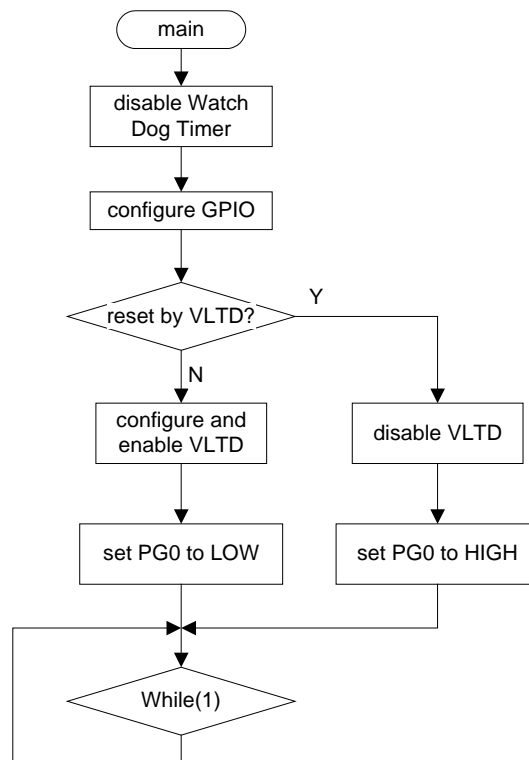 main
disable Watch
Dog Timer
configure GPIO
reset by VLTD?
Y
N
configure and
enable VLTD
disable VLTD
set PG0 to LOW
set PG0 to HIGH
While(1)